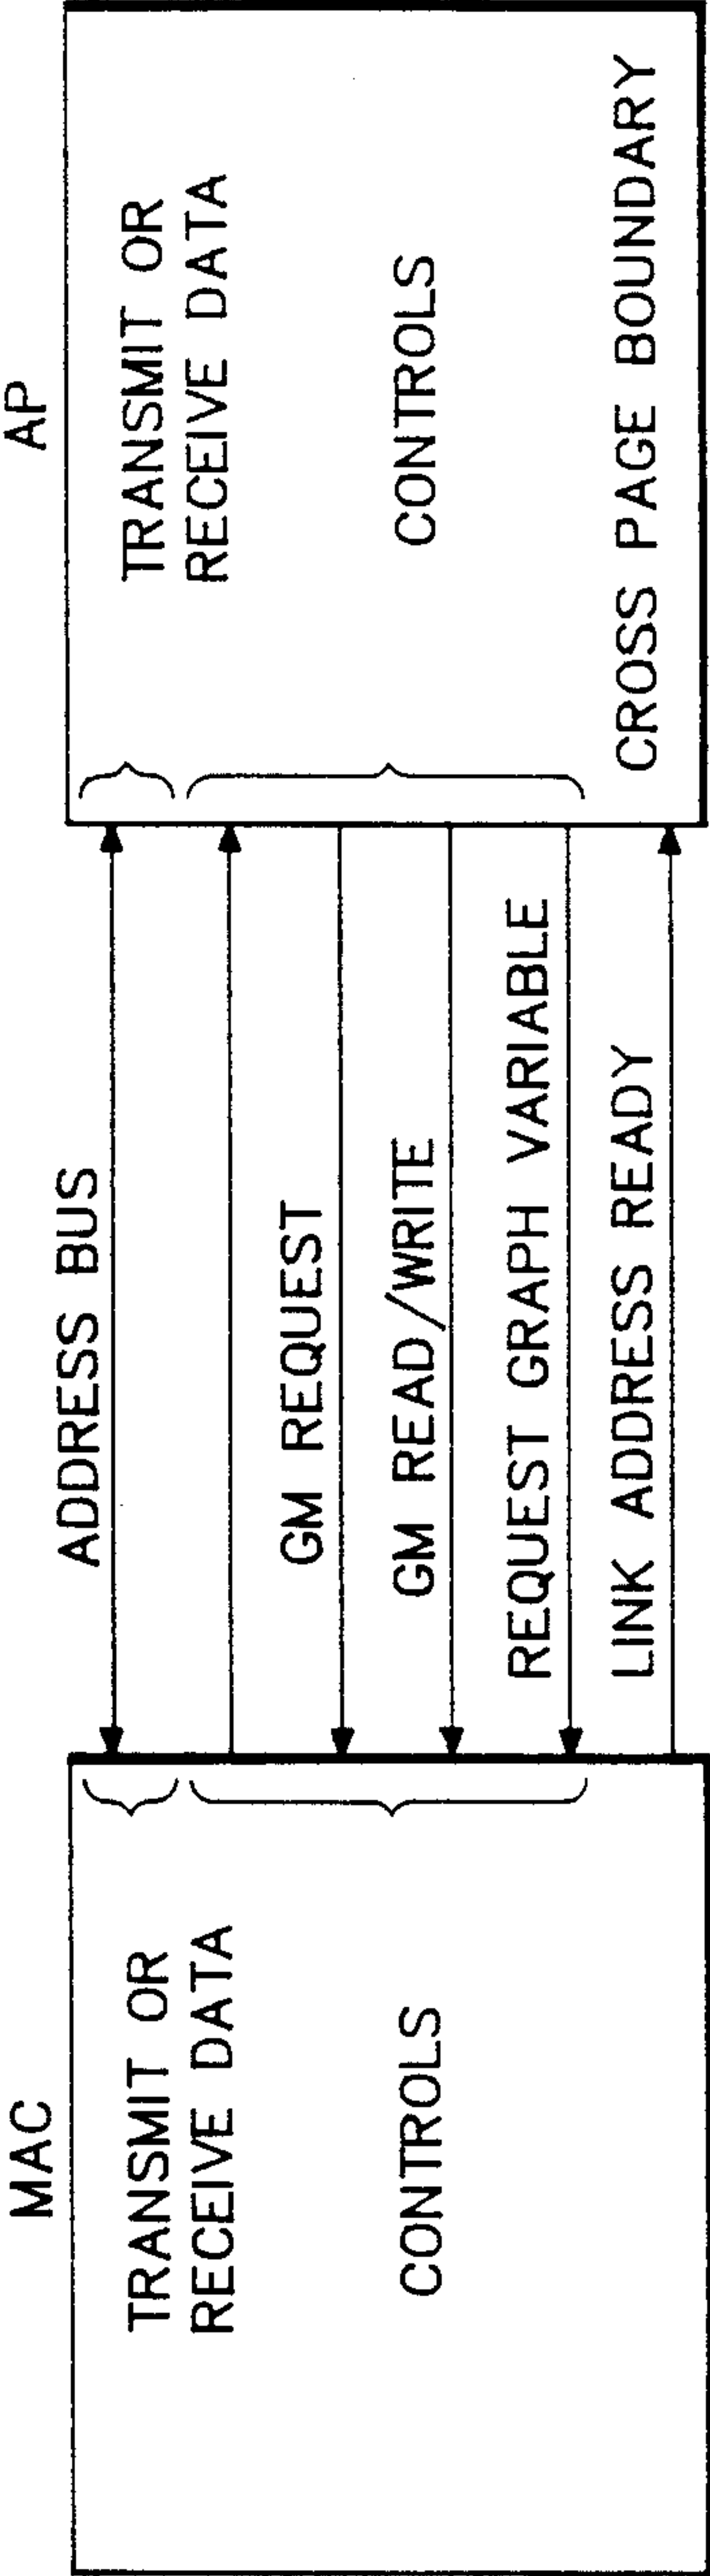 MAC
TRANSMIT OR
RECEIVE DATA
CONTROLS
ADDRESS BUS
GM REQUEST
GM READ/WRITE
REQUEST GRAPH VARIABLE
LINK ADDRESS READY
AP
TRANSMIT OR
RECEIVE DATA
CONTROLS
CROSS PAGE BOUNDARY